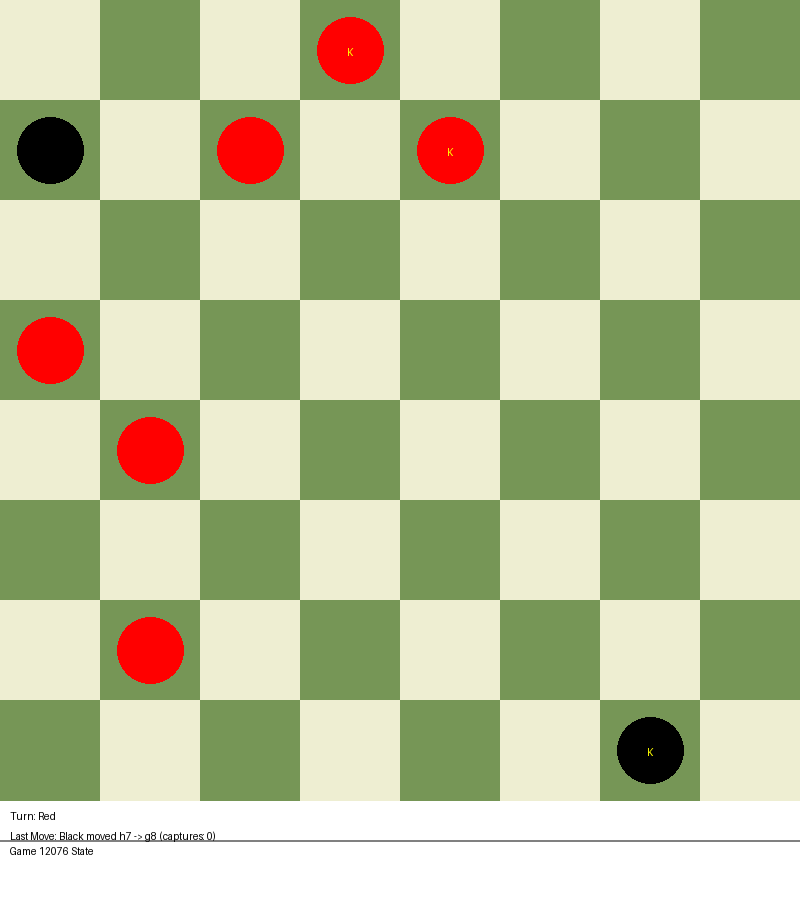 K
K
K
Turn: Red
Last Move: Black moved h7 -> g8 (captures: 0)
Game 12076 State